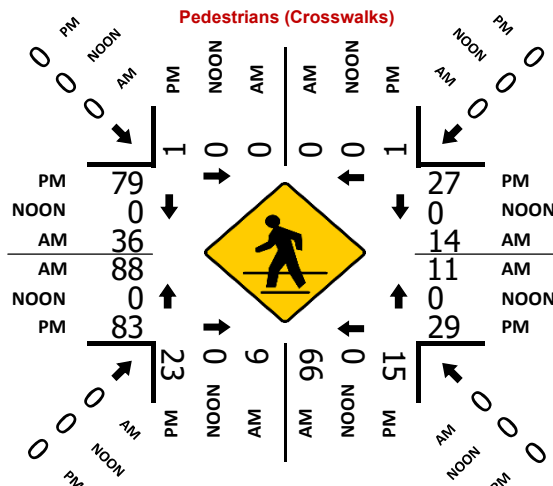 Pedestrians (Crosswalks)
0 PM
0 NOON
0 AM
PM NOON AM AM NOON PM
PM 0
NOON 0
AM 0
1 0 0 0 0 1
PM 79 27 PM
NOON 0 0 NOON
AM 36 14 AM
AM 88 11 AM
NOON 0 0 NOON
PM 83 29 PM
23 0 9 66 0 15
PM NOON AM AM NOON PM
0 AM
0 NOON
0 PM
AM 0
NOON 0
PM 0